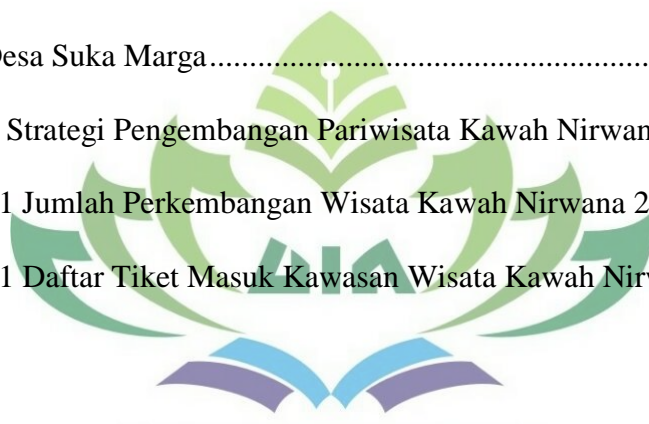 Desa Suka Marga......................................................
Strategi Pengembangan Pariwisata Kawah Nirwan
1 Jumlah Perkembangan Wisata Kawah Nirwana 2
1 Daftar Tiket Masuk Kawasan Wisata Kawah Nirw